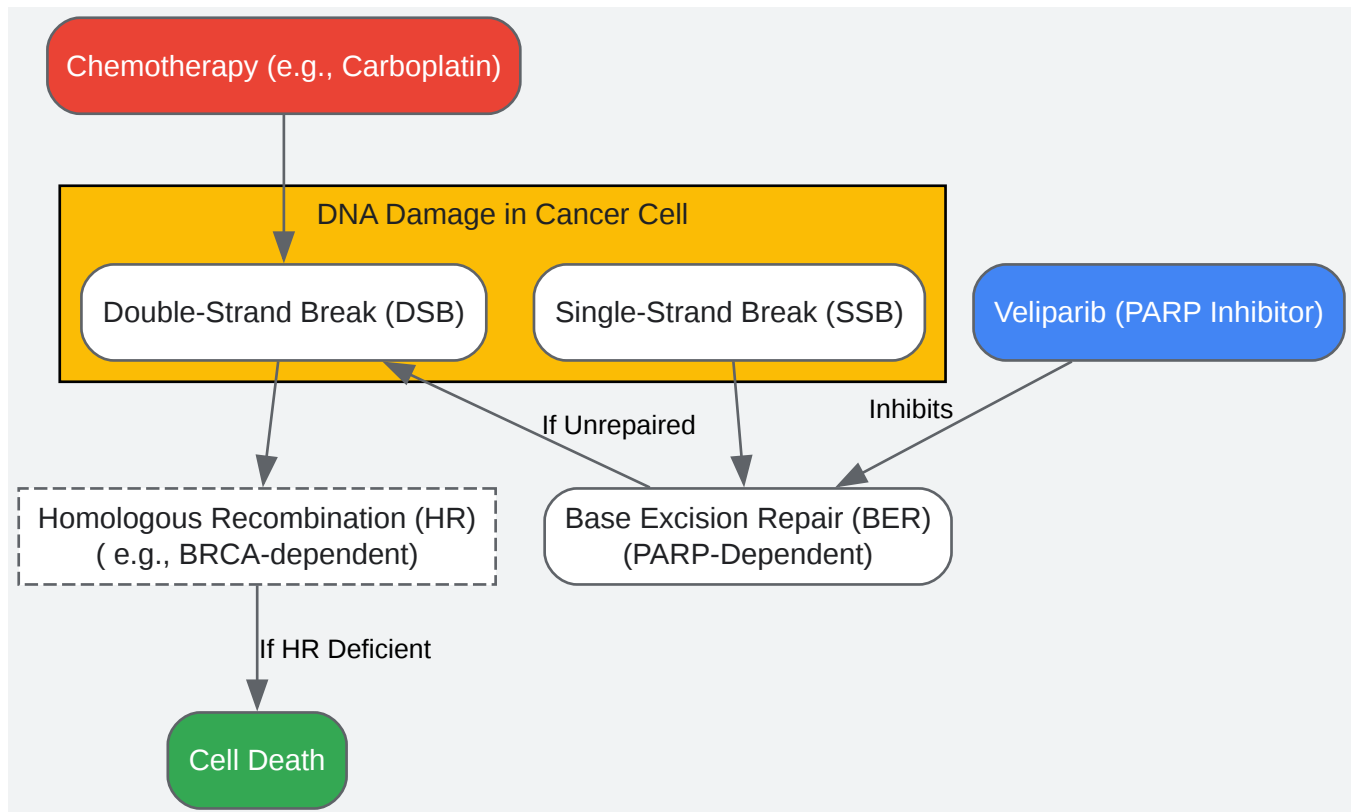 Chemotherapy (e.g., Carboplatin)
DNA Damage in Cancer Cell
Double-Strand Break (DSB)
Single-Strand Break (SSB)
Veliparib (PARP Inhibitor)
If Unrepaired
Inhibits
Homologous Recombination (HR)
( e.g., BRCA-dependent)
Base Excision Repair (BER)
(PARP-Dependent)
If HR Deficient
Cell Death